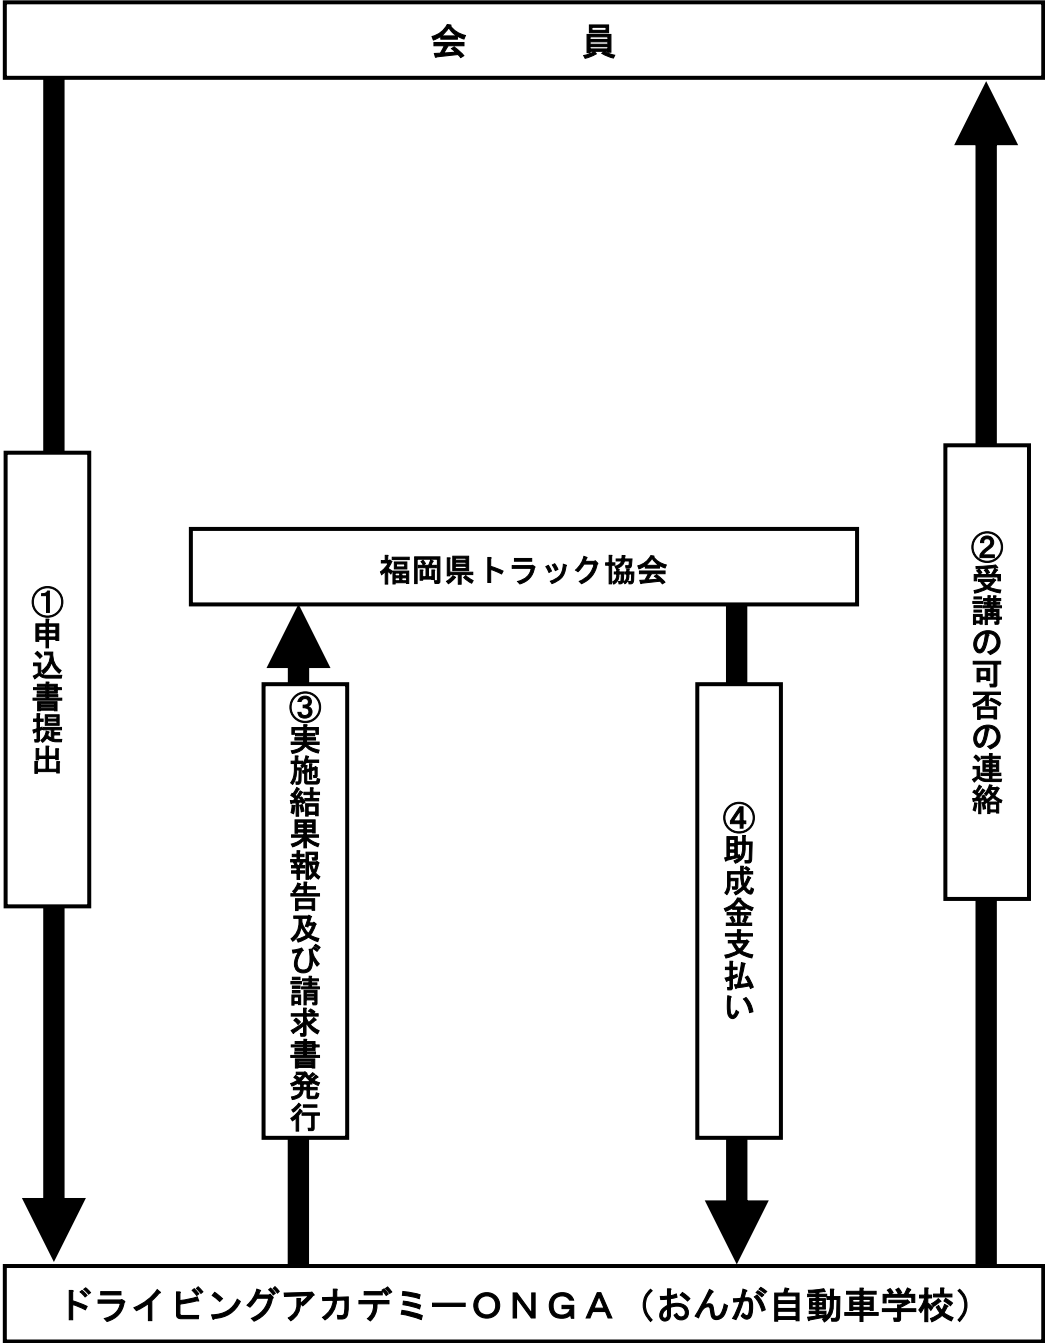 会　員
福岡県トラック協会
①申込書提出
②受講の可否の連絡
③実施結果報告及び請求書発行
④助成金支払い
ドライビングアカデミーＯＮＧＡ（おんが自動車学校）